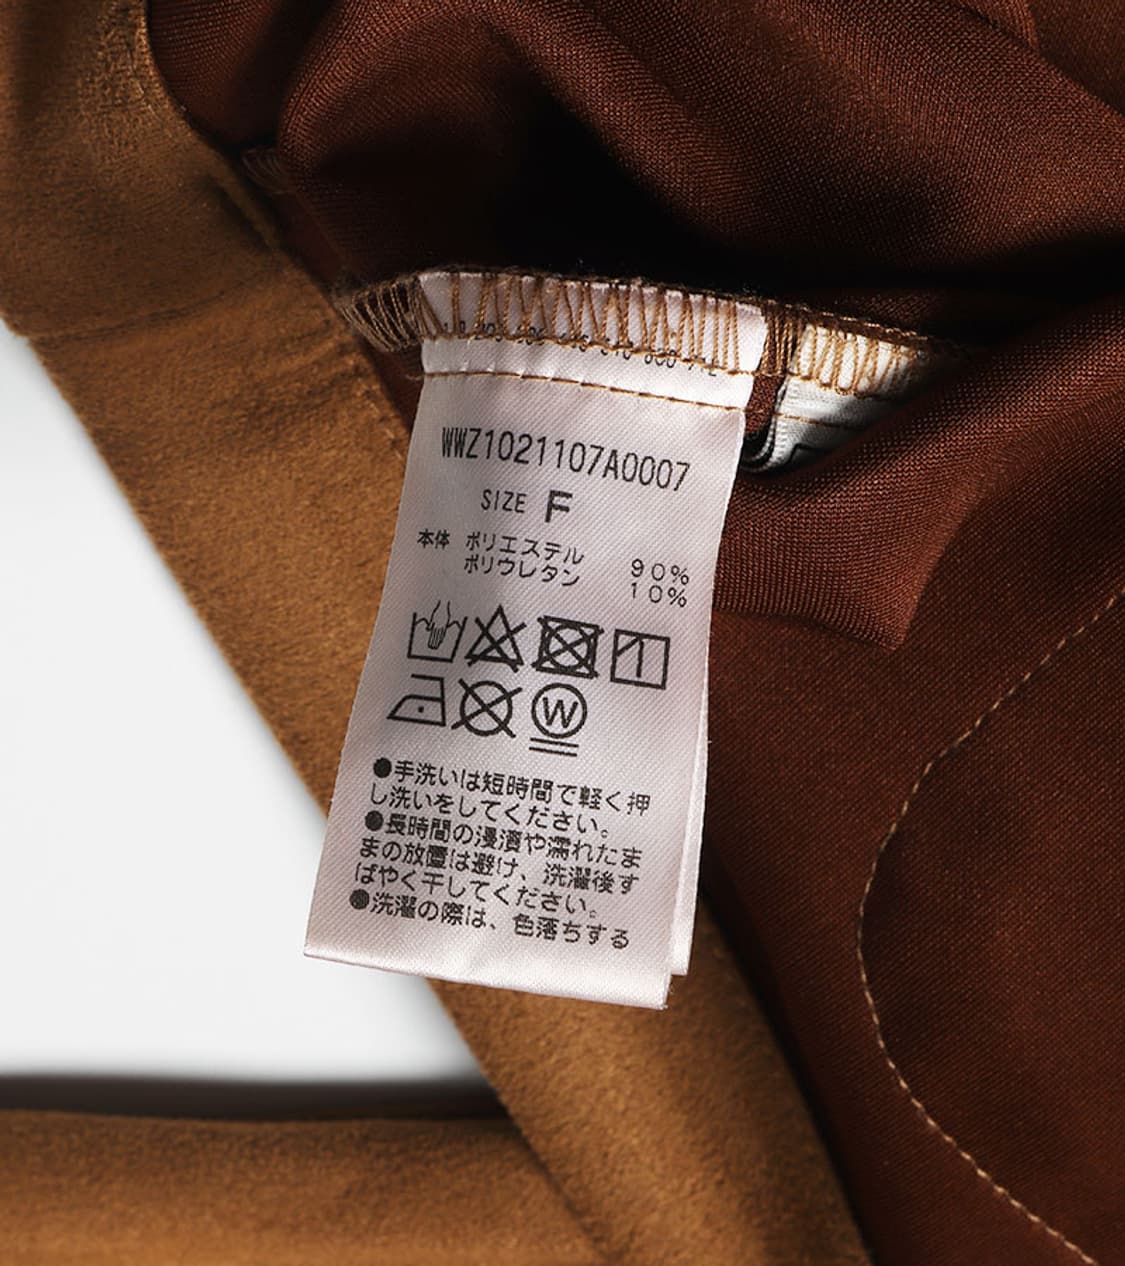 WWZ1021107A0007
SIZE F
本体 ポリエステル 90%
ポリウレタン 10%
W
●手洗いは短時間で軽く押
し洗いをしてください。
●長時間の浸漬や濡れたま
まの放置は避け、洗濯後す
ばやく干してください。
●洗濯の際は、色落ちする